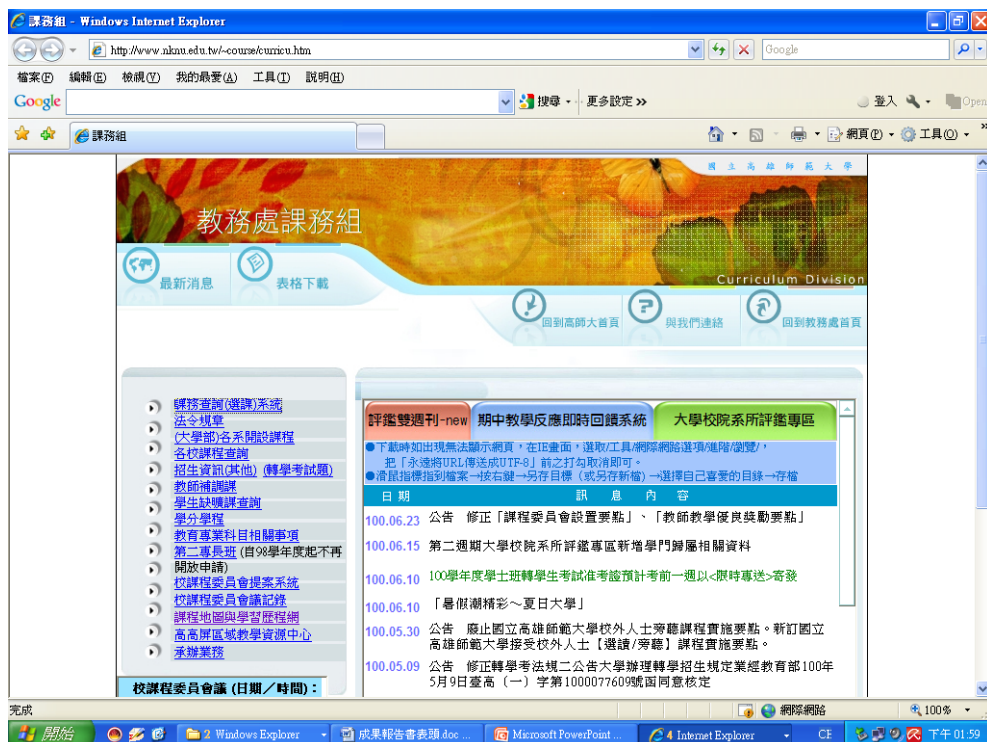 課務組 - Windows Internet Explorer
http://www.nknu.edu.tw/~course/curricu.htm
Google
檔案(F) 編輯(E) 檢視(V) 我的最愛(A) 工具(T) 說明(H)
Google 搜尋 更多設定 >> 登入 Open
課務組 網頁(P) 工具(O) »
國立高雄師範大學
教務處課務組
最新消息 表格下載
Curriculum Division
回到高師大首頁 與我們連絡 回到教務處首頁
課務查詢(選課)系統
法令規章
(大學部)各系開設課程
各校課程查詢
招生資訊(其他) (轉學考試題)
教師補調課
學生缺曠課查詢
學分學程
教育專業科目相關事項
第二專長班 (自98學年度起不再
開放申請)
校課程委員會提案系統
校課程委員會議記錄
課程地圖與學習歷程網
高高屏區域教學資源中心
承辦業務
校課程委員會議 (日期／時間)：
評鑑雙週刊-new 期中教學反應即時回饋系統 大學校院系所評鑑專區
●下載時如出現無法顯示網頁，在IE畫面，選取/工具/網際網路選項/進階/瀏覽/，
把「永遠將URL傳送成UTF-8」前之打勾取消即可。
●滑鼠指標指到檔案→按右鍵→另存目標（或另存新檔）→選擇自己喜愛的目錄→存檔
日 期 訊 息 內 容
100.06.23 公告 修正「課程委員會設置要點」、「教師教學優良獎勵要點」
100.06.15 第二週期大學校院系所評鑑專區新增學門歸屬相關資料
100.06.10 100學年度學士班轉學生考試准考證預計考前一週以<限時專送>寄發
100.06.10 「暑假潮精彩～夏日大學」
100.05.30 公告 廢止國立高雄師範大學校外人士旁聽課程實施要點。新訂國立
高雄師範大學接受校外人士【選讀/旁聽】課程實施要點。
100.05.09 公告 修正轉學考法規二公告大學辦理轉學招生規定業經教育部100年
5月9日臺高（一）字第1000077609號函同意核定
完成 網際網路 100%
開始 2 Windows Explorer 成果報告書表頭.doc ... Microsoft PowerPoint ... 4 Internet Explorer CE 下午 01:59